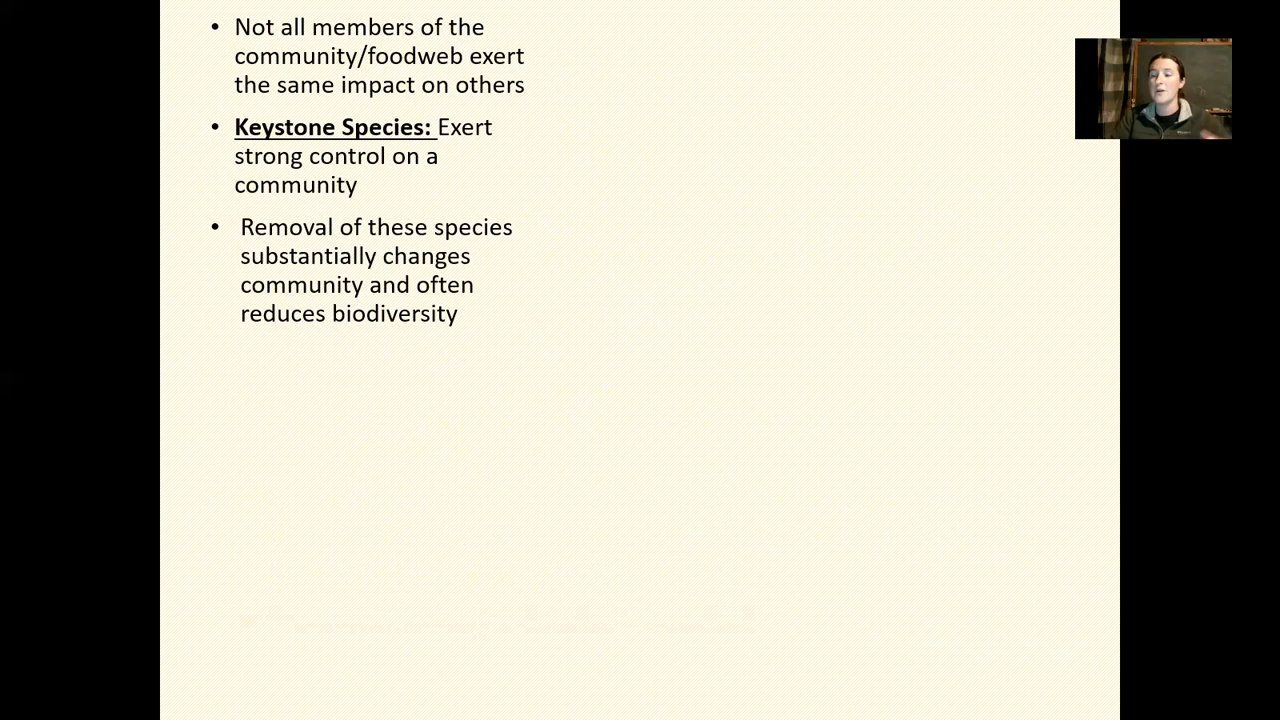 • Not all members of the
community/foodweb exert
the same impact on others
• Keystone Species: Exert
strong control on a
community
• Removal of these species
substantially changes
community and often
reduces biodiversity